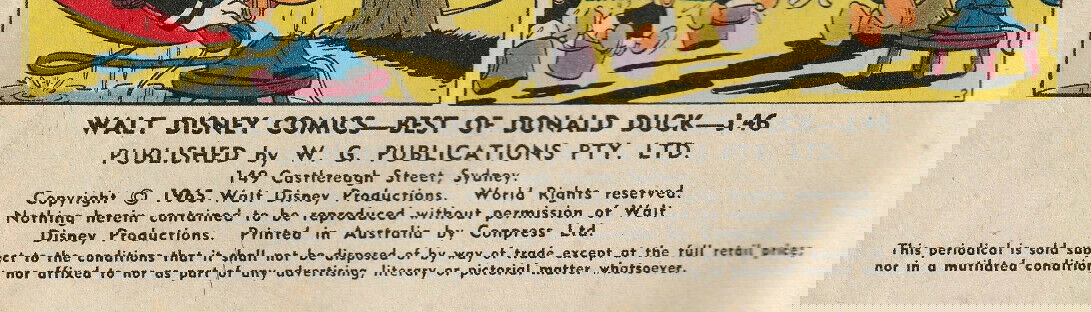 WALT DISNEY COMICS—BEST OF DONALD DUCK—146
PUBLISHED by W. G. PUBLICATIONS PTY. LTD.
149 Castlereagh Street, Sydney.
Copyright © 1965 Walt Disney Productions. World Rights reserved.
Nothing herein contained to be reproduced without permission of Walt
Disney Productions. Printed in Australia by Conpress Ltd.
ect to the conditions that it shall not be disposed of by way of trade except at the full retail price;
nor affixed to nor as part of any advertising, literary or pictorial matter whatsoever.
This periodical is sold sub
nor in a mutilated condition